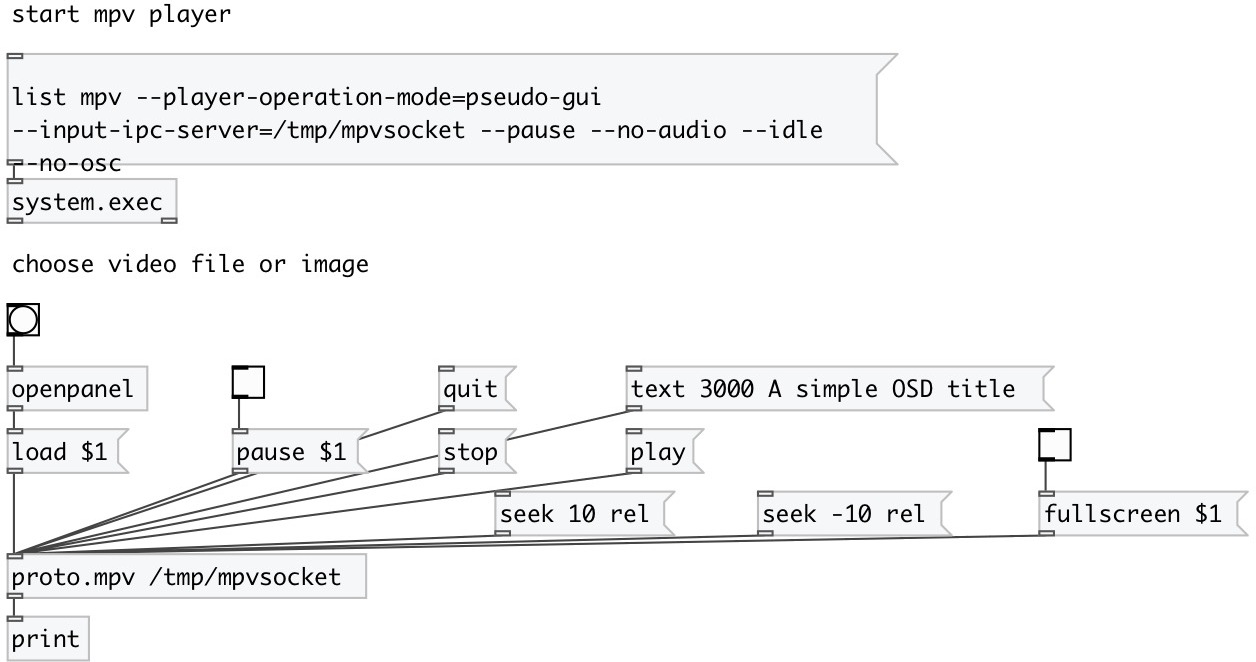 start mpv player
list mpv --player-operation-mode=pseudo-gui
--input-ipc-server=/tmp/mpvsocket --pause --no-audio --idle
--no-osc
system.exec
choose video file or image
openpanel
quit
text 3000 A simple OSD title
load $1
pause $1
stop
play
seek 10 rel
seek -10 rel
fullscreen $1
proto.mpv /tmp/mpvsocket
print